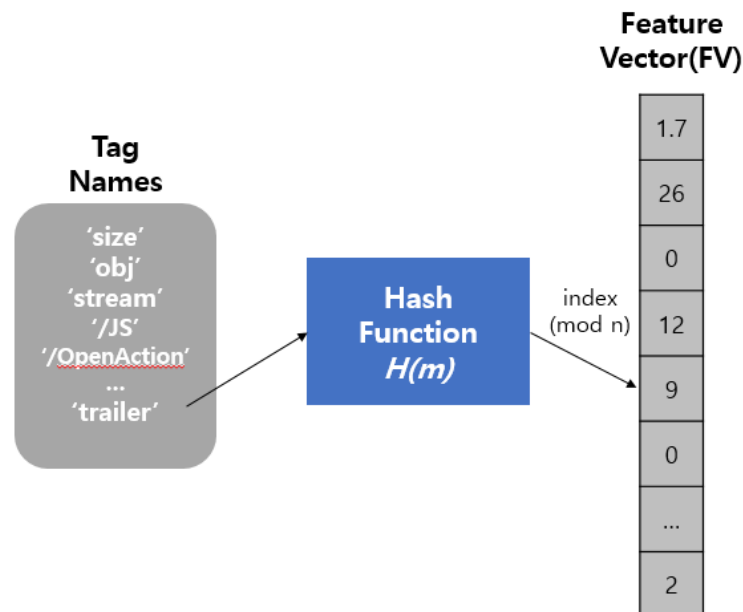 Feature
Vector(FV)
Tag
Names
‘size’
‘obj’
‘stream’
‘/JS’
‘/OpenAction’
...
‘trailer’
Hash
Function
H(m)
index
(mod n)
1.7
26
0
12
9
0
...
2